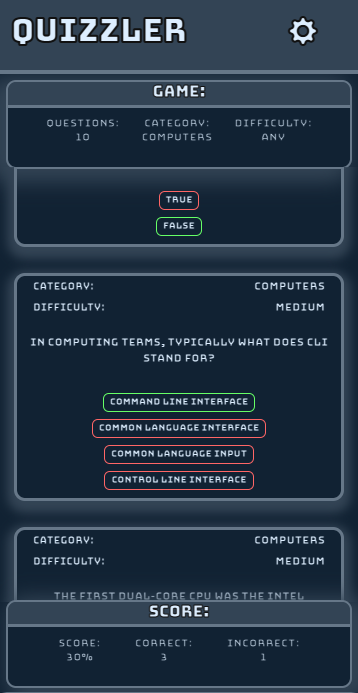 QUIZZLER
GAME:
QUESTIONS: CATEGORY: DIFFICULTY:
10 COMPUTERS ANY
TRUE
FALSE
CATEGORY: COMPUTERS
DIFFICULTY: MEDIUM
IN COMPUTING TERMS, TYPICALLY WHAT DOES CLI
STAND FOR?
COMMAND LINE INTERFACE
COMMON LANGUAGE INTERFACE
COMMON LANGUAGE INPUT
CONTROL LINE INTERFACE
CATEGORY: COMPUTERS
DIFFICULTY: MEDIUM
THE FIRST DUAL-CORE CPU WAS THE INTEL
SCORE:
SCORE: CORRECT: INCORRECT:
30% 3 1